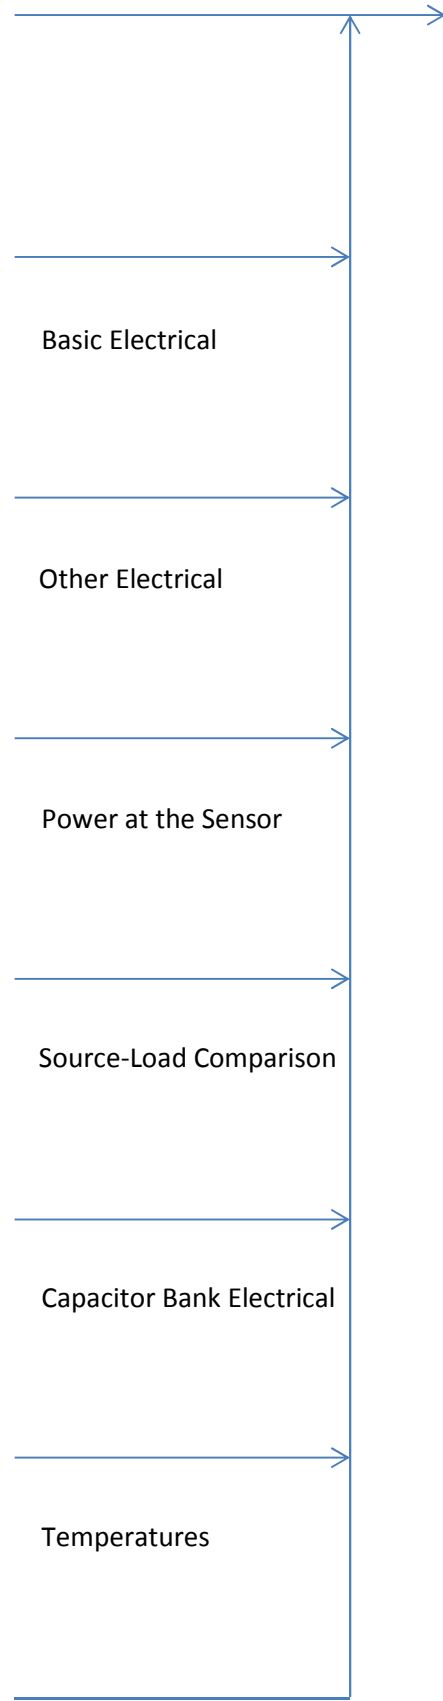 Basic Electrical
Other Electrical
Power at the Sensor
Source-Load Comparison
Capacitor Bank Electrical
Temperatures